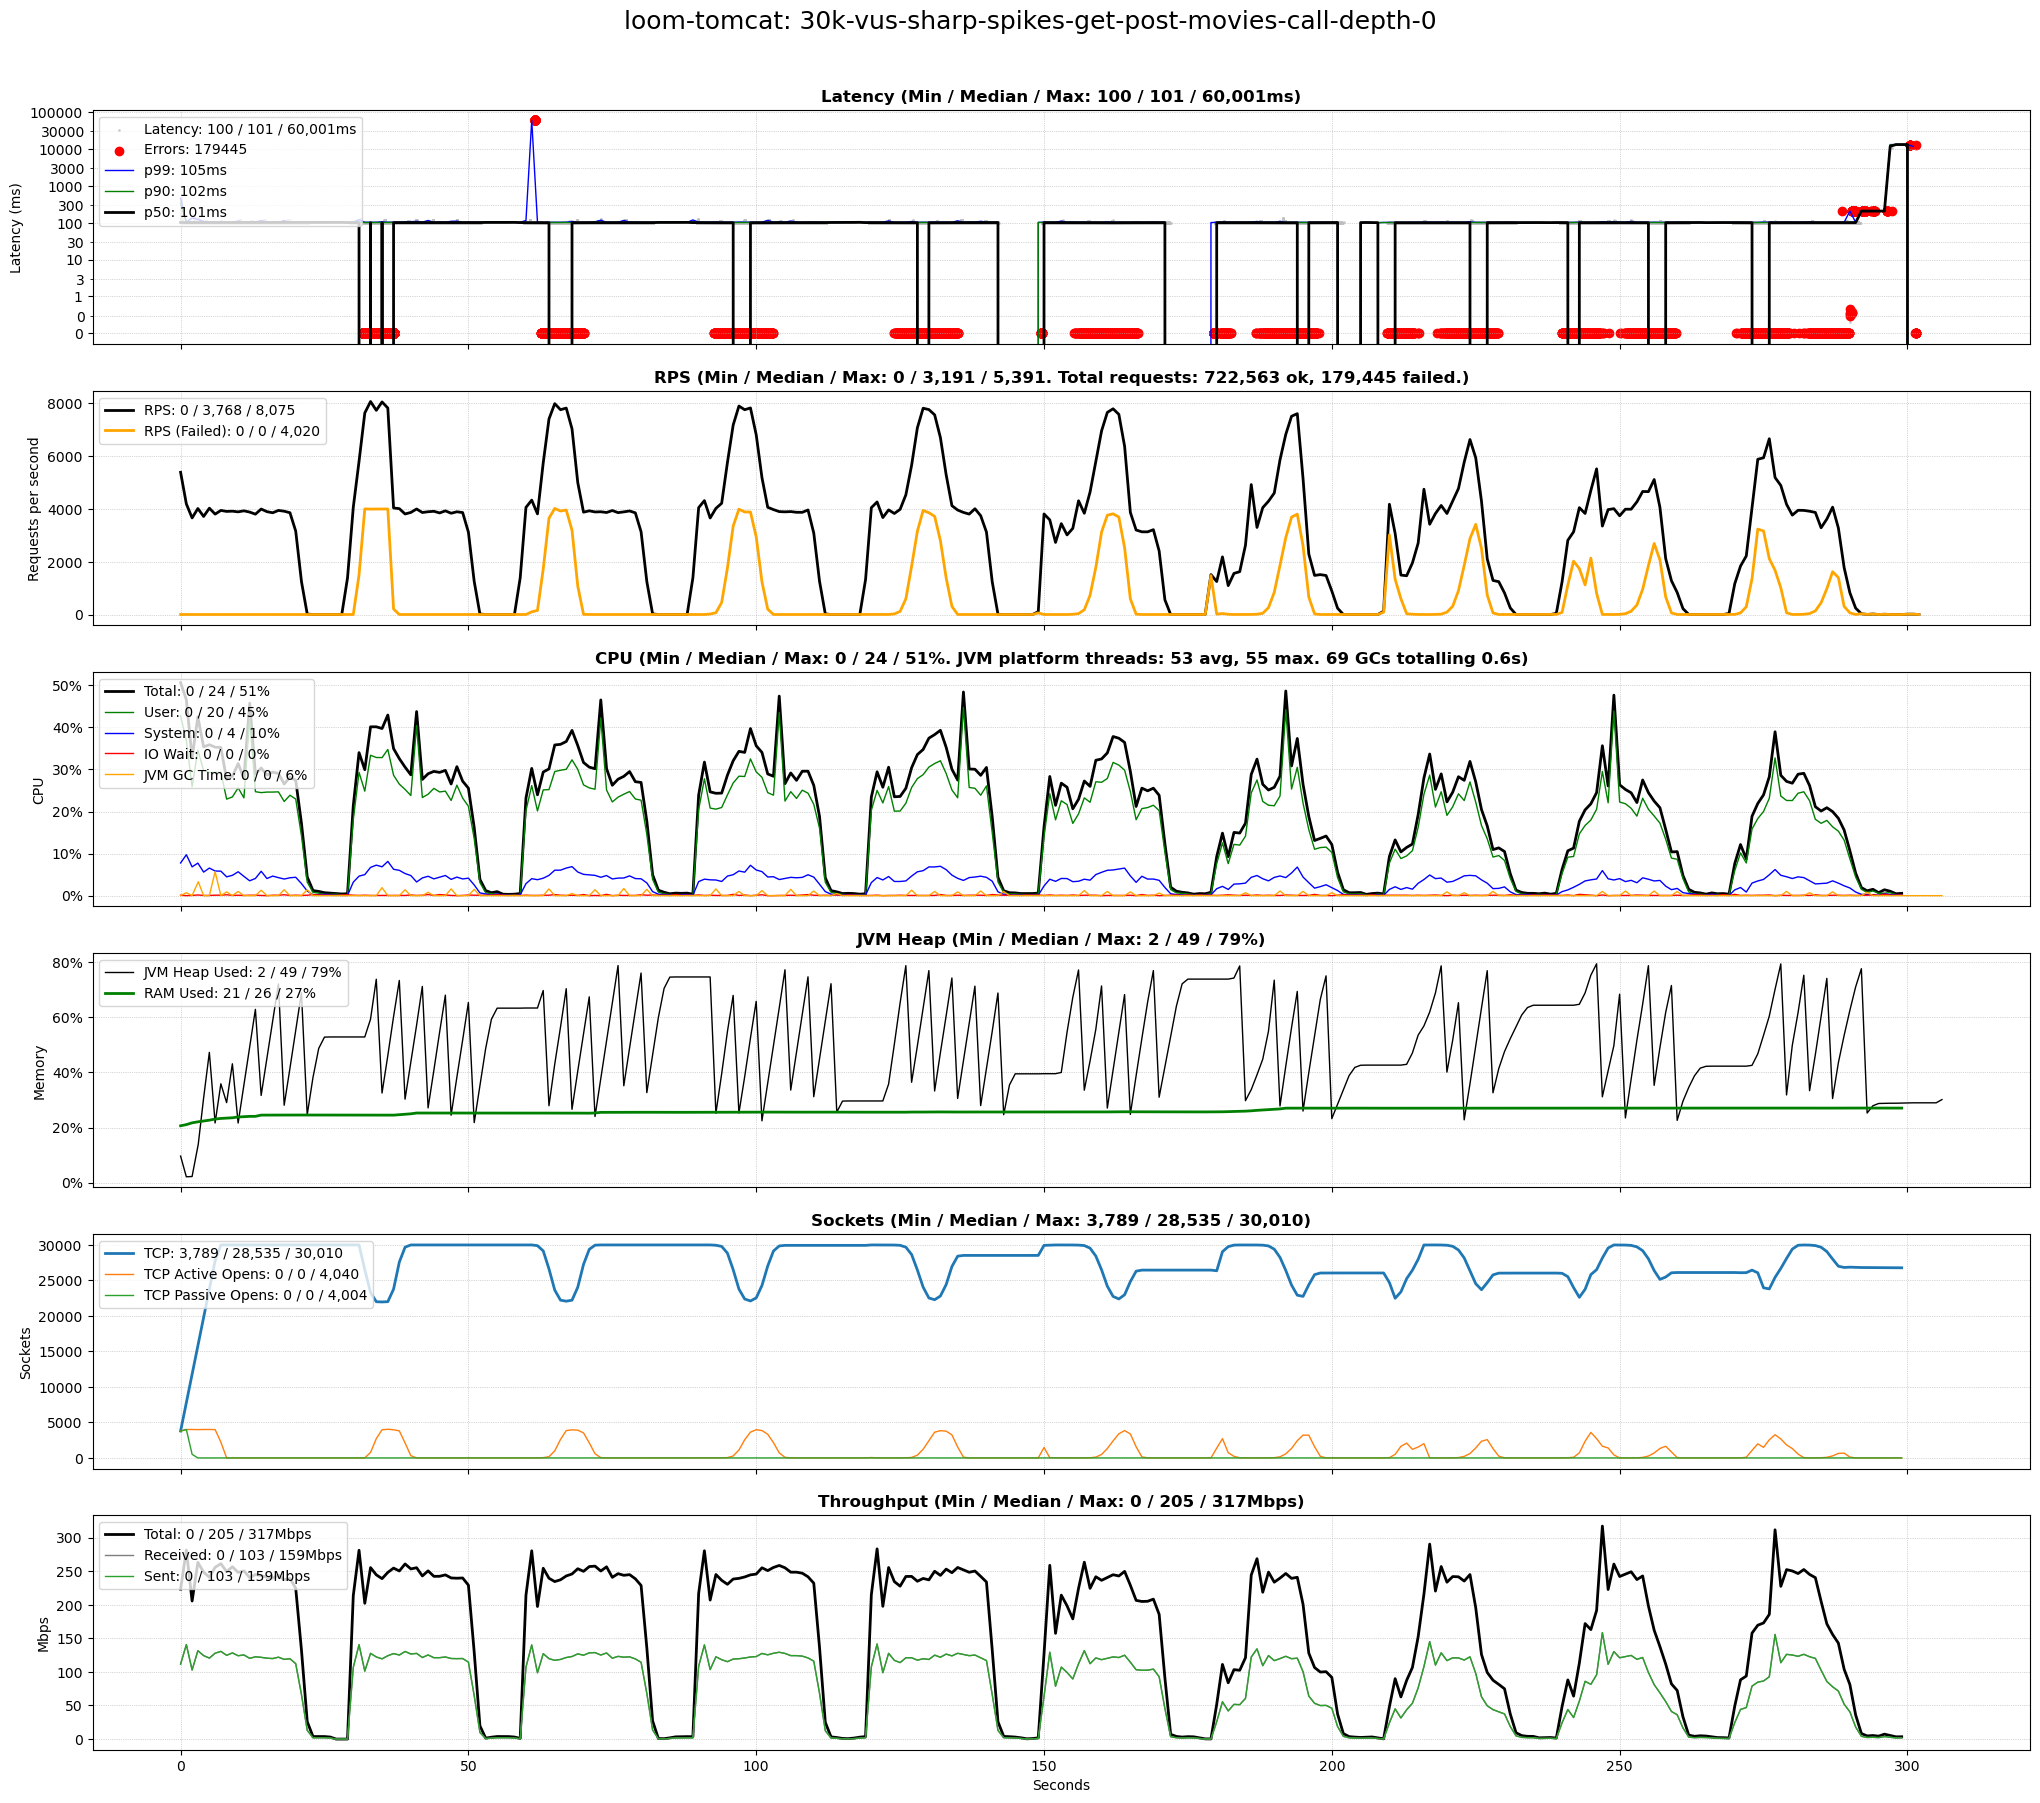 loom-tomcat: 30k-vus-sharp-spikes-get-post-movies-call-depth-0
Latency (Min / Median / Max: 100 / 101 / 60,001ms)
Latency (ms)
100000
30000
10000
3000
1000
300
100
30
10
3
1
0
0
Latency: 100 / 101 / 60,001ms
Errors: 179445
p99: 105ms
p90: 102ms
p50: 101ms
RPS (Min / Median / Max: 0 / 3,191 / 5,391. Total requests: 722,563 ok, 179,445 failed.)
Requests per second
8000
6000
4000
2000
0
RPS: 0 / 3,768 / 8,075
RPS (Failed): 0 / 0 / 4,020
CPU (Min / Median / Max: 0 / 24 / 51%. JVM platform threads: 53 avg, 55 max. 69 GCs totalling 0.6s)
CPU
50%
40%
30%
20%
10%
0%
Total: 0 / 24 / 51%
User: 0 / 20 / 45%
System: 0 / 4 / 10%
IO Wait: 0 / 0 / 0%
JVM GC Time: 0 / 0 / 6%
JVM Heap (Min / Median / Max: 2 / 49 / 79%)
Memory
80%
60%
40%
20%
0%
JVM Heap Used: 2 / 49 / 79%
RAM Used: 21 / 26 / 27%
Sockets (Min / Median / Max: 3,789 / 28,535 / 30,010)
Sockets
30000
25000
20000
15000
10000
5000
0
TCP: 3,789 / 28,535 / 30,010
TCP Active Opens: 0 / 0 / 4,040
TCP Passive Opens: 0 / 0 / 4,004
Throughput (Min / Median / Max: 0 / 205 / 317Mbps)
Mbps
300
250
200
150
100
50
0
Total: 0 / 205 / 317Mbps
Received: 0 / 103 / 159Mbps
Sent: 0 / 103 / 159Mbps
0 50 100 150 200 250 300
Seconds